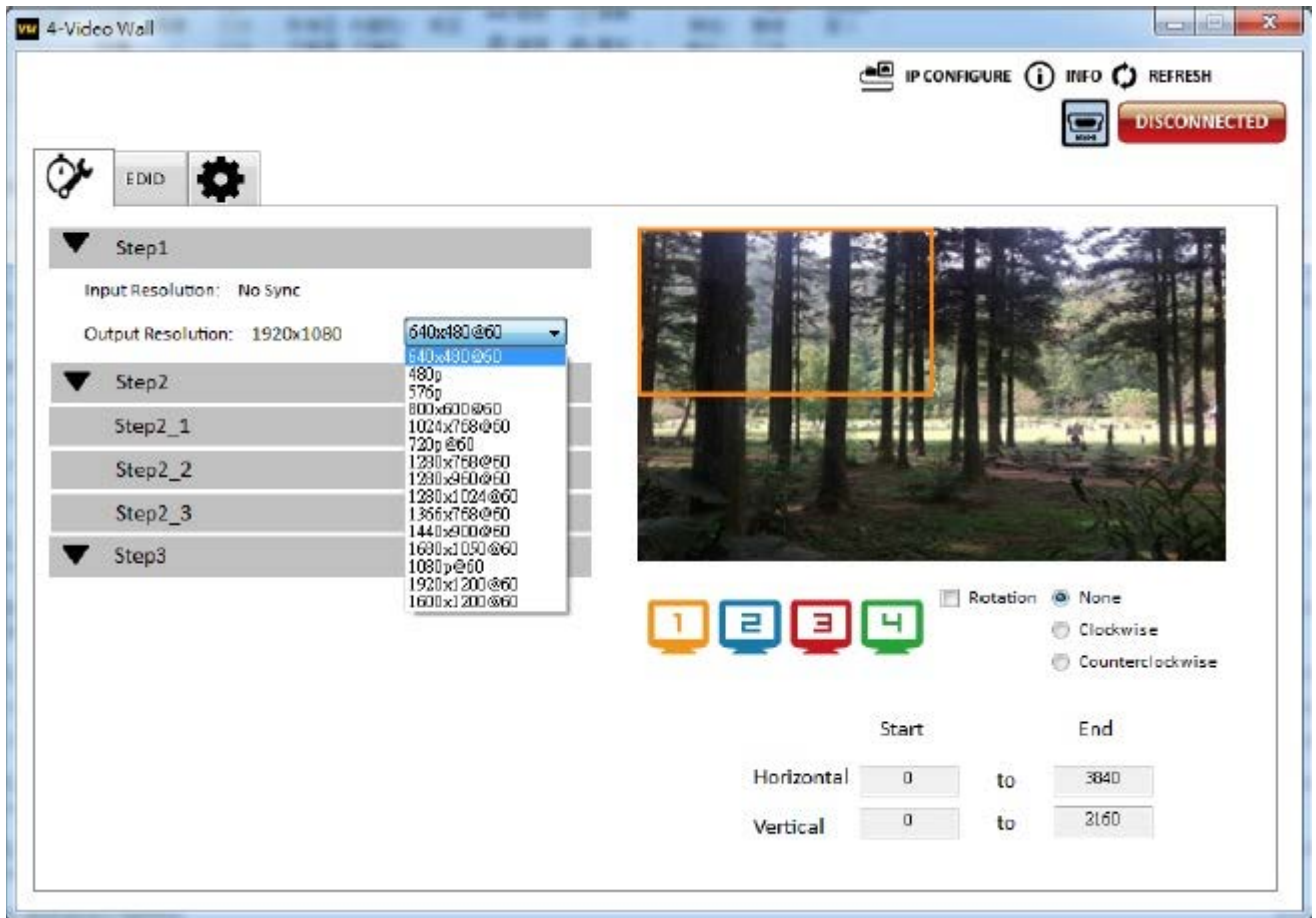 VW 4-Video Wall
IP CONFIGURE INFO REFRESH
DISCONNECTED
EDID
Step1
Input Resolution: No Sync
Output Resolution: 1920x1080 640x480@60
640x480@60
480p
576p
800x600@60
1024x768@60
720p@60
1280x768@60
1280x960@60
1280x1024@60
1366x768@60
1440x900@60
1680x1050@60
1080p@60
1920x1200@60
1600x1200@60
Step2
Step2_1
Step2_2
Step2_3
Step3
1 2 3 4
Rotation None
Clockwise
Counterclockwise
Start End
Horizontal 0 to 3840
Vertical 0 to 2160